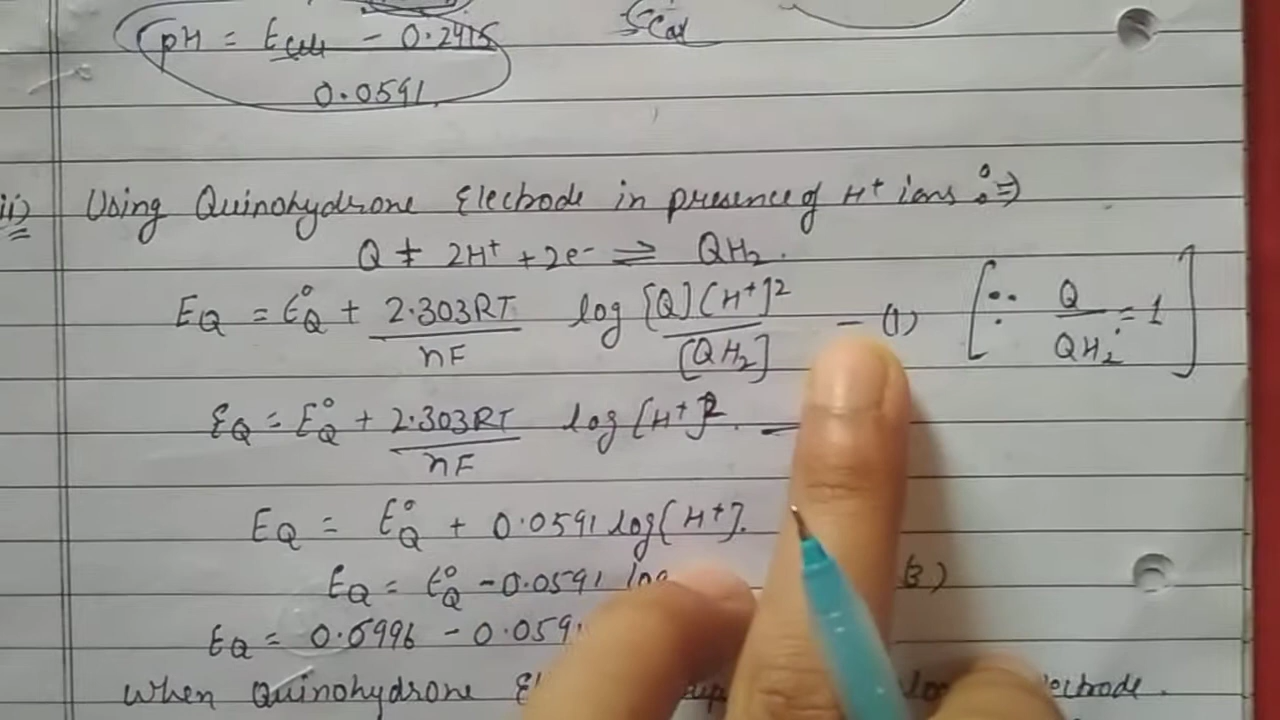 pH = Ecell - 0.2415
0.0591
ii) Using Quinohydrone Electrode in presence of H+ ions :⇒
Q + 2H+ + 2e- ⇌ QH2.
EQ = E°Q + 2.303RT/nF log [Q][H+]2/[QH2] - (1) [∵ Q/QH2 = 1]
EQ = E°Q + 2.303RT/nF log [H+]2. —
EQ = E°Q + 0.0591 log [H+].
EQ = E°Q - 0.0591 3)
EQ = 0.6996 - 0.059
When Quinohydrone